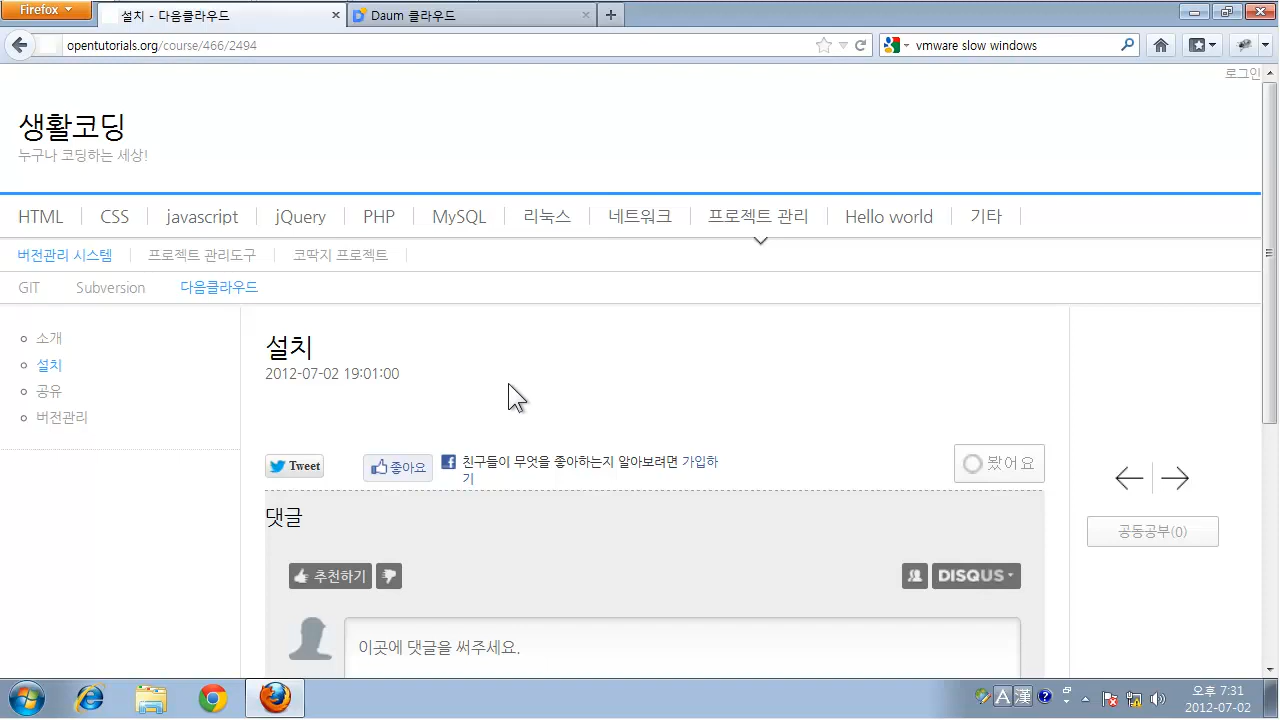 Firefox
설치 - 다음클라우드
Daum 클라우드
opentutorials.org/course/466/2494
vmware slow windows
로그인
생활코딩
누구나 코딩하는 세상!
HTML CSS javascript jQuery PHP MySQL 리눅스 네트워크 프로젝트 관리 Hello world 기타
버전관리 시스템 프로젝트 관리도구 코딱지 프로젝트
GIT Subversion 다음클라우드
소개
설치
공유
버전관리
설치
2012-07-02 19:01:00
Tweet 좋아요 친구들이 무엇을 좋아하는지 알아보려면 가입하
기
봤어요
공동공부(0)
댓글
추천하기
DISQUS
이곳에 댓글을 써주세요.
A 漢
오후 7:31
2012-07-02